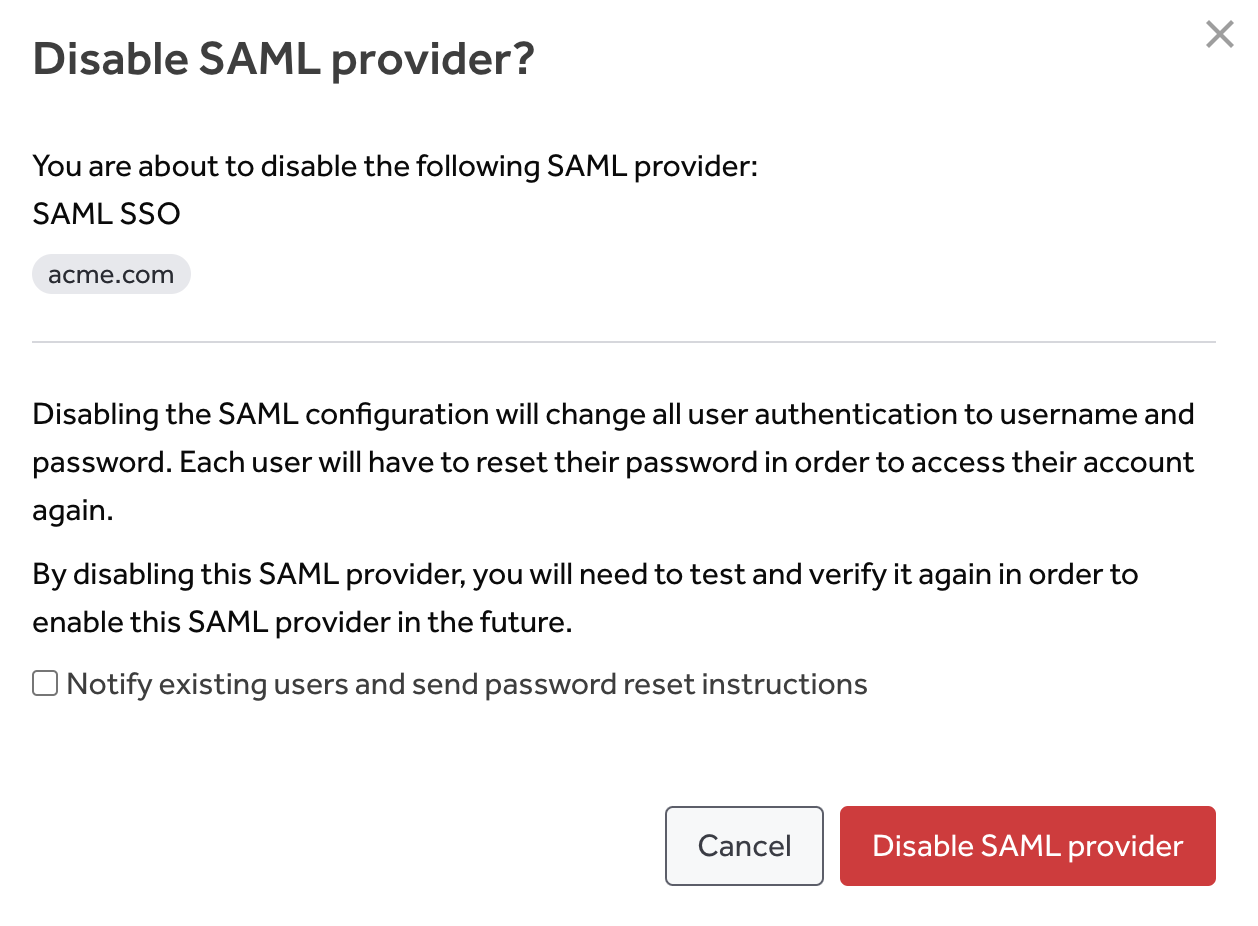 Disable SAML provider?
You are about to disable the following SAML provider:
SAML SSO
acme.com
Disabling the SAML configuration will change all user authentication to username and
password. Each user will have to reset their password in order to access their account
again.
By disabling this SAML provider, you will need to test and verify it again in order to
enable this SAML provider in the future.
Notify existing users and send password reset instructions
Cancel
Disable SAML provider